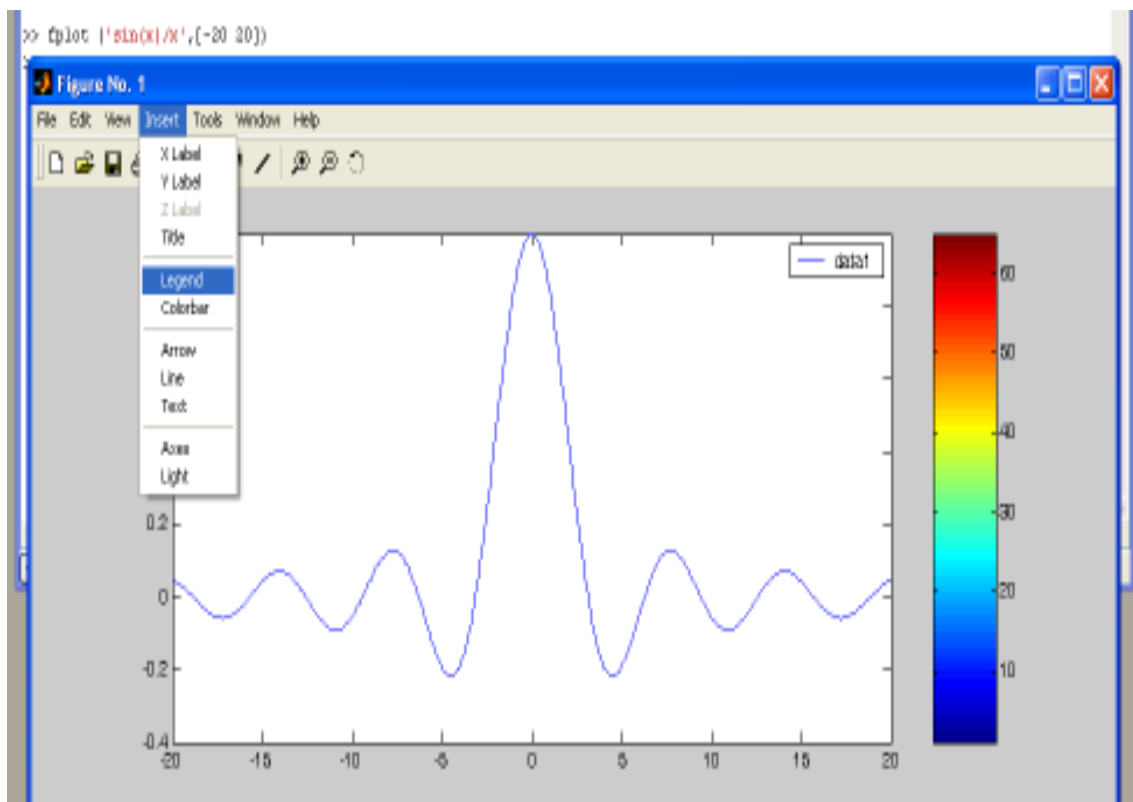 >> fplot ('sin(x)/x',[-20 20])
Figure No. 1
File Edit View Insert Tools Window Help
X Label
Y Label
Z Label
Title
Legend
Colorbar
Arrow
Line
Text
Axes
Light
data1
0.2
0
-0.2
-0.4
-20 -15 -10 -5 0 5 10 15 20
60
50
40
30
20
10